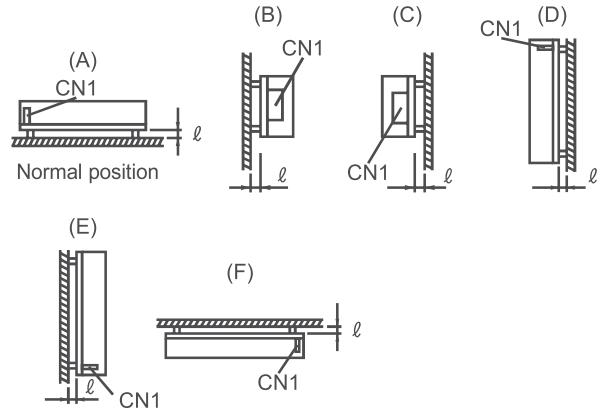 (A)
CN1
ℓ
Normal position
(B)
CN1
ℓ
(C)
CN1
ℓ
(D)
CN1
ℓ
(E)
ℓ
CN1
(F)
ℓ
CN1